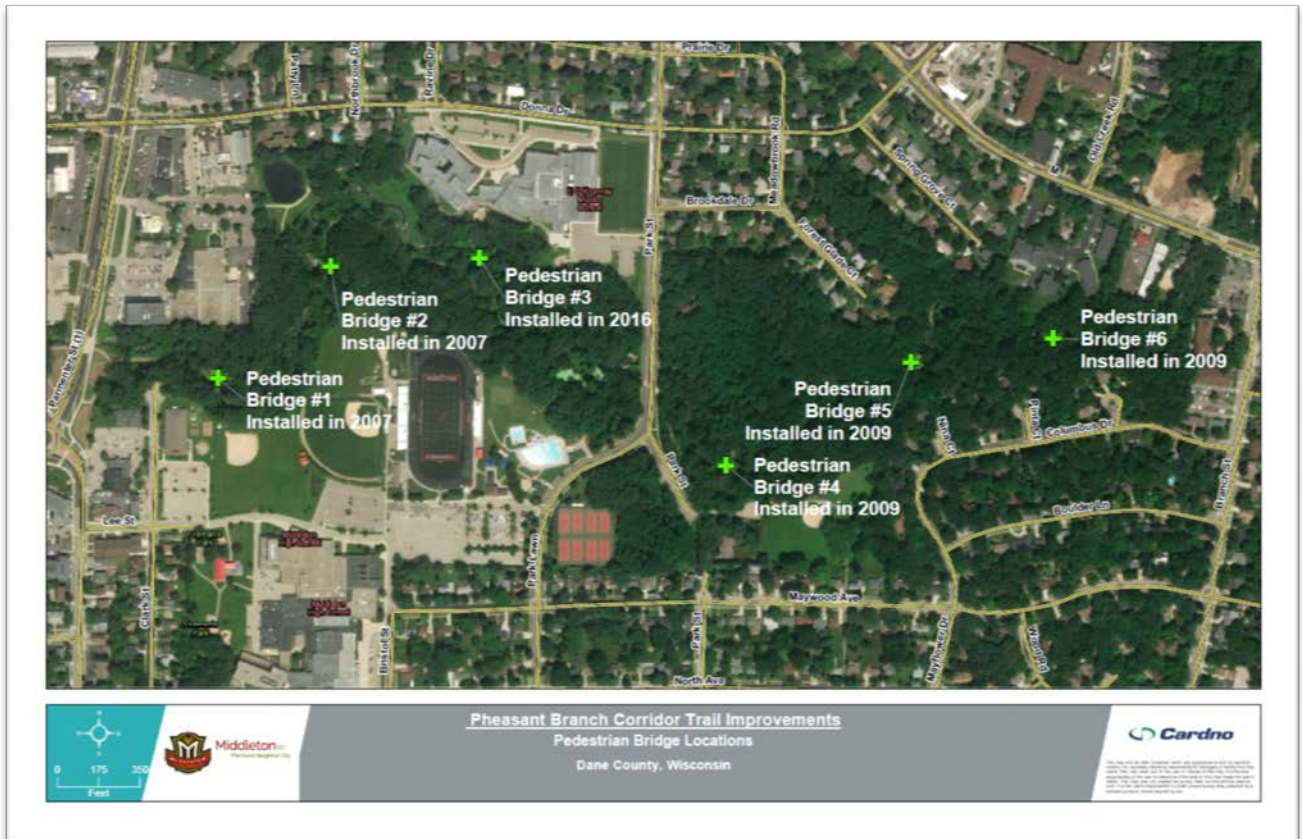 Prairie Dr
Northbrook Dr
Ravine Dr
Donna Dr
Old Creek Rd
Meadowbrook Rd
Spring Grove Ct
Brookdale Dr
Park St
Forest Glade Ct
Pedestrian
Bridge #3
Installed in 2016
Pedestrian
Bridge #2
Installed in 2007
Pedestrian
Bridge #6
Installed in 2009
Parmenter St (1)
Pedestrian
Bridge #1
Installed in 2007
Pedestrian
Bridge #5
Installed in 2009
Columbus Dr
Park St
Pedestrian
Bridge #4
Installed in 2009
Branch St
Boulder Ln
Lee St
Park Lawn
Clark St
Maywood Ave
Bristol St
Park St
Mayflower Dr
North Ave
Pheasant Branch Corridor Trail Improvements
Pedestrian Bridge Locations
Dane County, Wisconsin
0 175 350
Feet
Middleton
Cardno